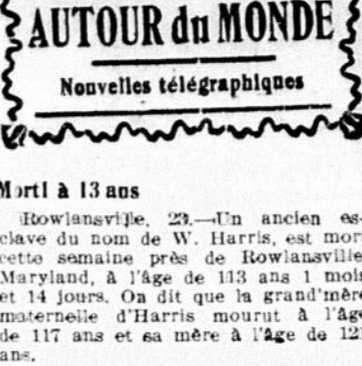 AUTOUR du MONDE
Nouvelles télégraphiques
Mortl à 13 ans
Rowlansville, 23.—Un ancien es-
clave du nom de W. Harris, est mort
cette semaine près de Rowlansville
Maryland, à l'âge de 113 ans 1 mois
et 14 jours. On dit que la grand'mère
maternelle d'Harris mourut à l'âge
de 117 ans et sa mère à l'âge de
ans.